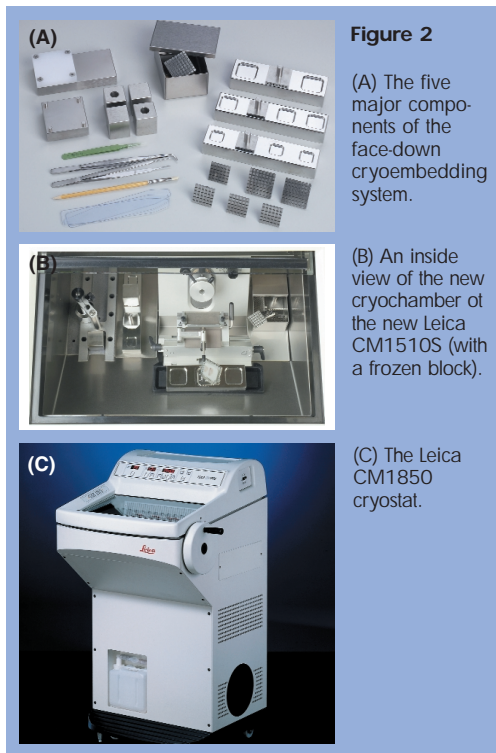 (A)
Figure 2
(A) The five
major compo-
nents of the
face-down
cryoembedding
system.
(B)
(B) An inside
view of the new
cryochamber ot
the new Leica
CM1510S (with
a frozen block).
(C)
(C) The Leica
CM1850
cryostat.
Leica